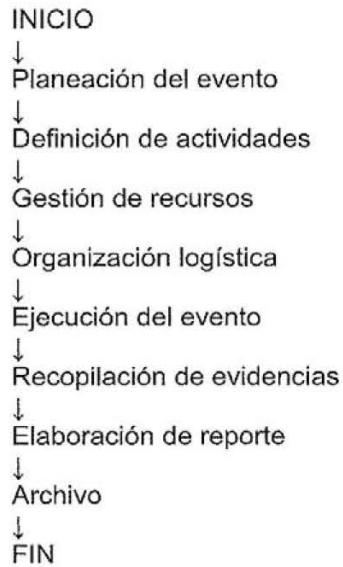 INICIO
↓
Planeación del evento
↓
Definición de actividades
↓
Gestión de recursos
↓
Organización logística
↓
Ejecución del evento
↓
Recopilación de evidencias
↓
Elaboración de reporte
↓
Archivo
↓
FIN